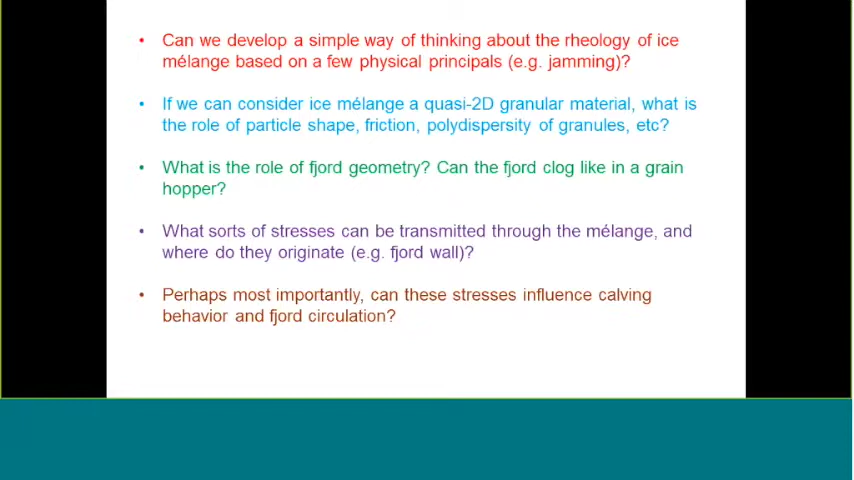 • Can we develop a simple way of thinking about the rheology of ice
mélange based on a few physical principals (e.g. jamming)?
• If we can consider ice mélange a quasi-2D granular material, what is
the role of particle shape, friction, polydispersity of granules, etc?
• What is the role of fjord geometry? Can the fjord clog like in a grain
hopper?
• What sorts of stresses can be transmitted through the mélange, and
where do they originate (e.g. fjord wall)?
• Perhaps most importantly, can these stresses influence calving
behavior and fjord circulation?